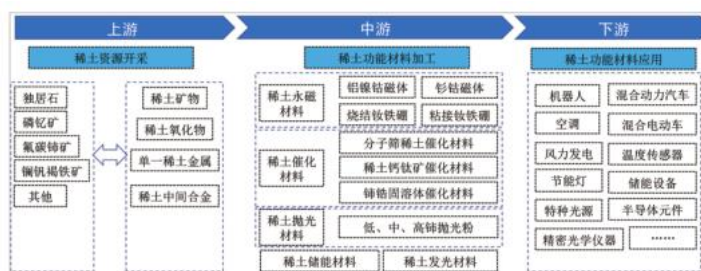 上游
中游
下游
稀土资源开采
稀土功能材料加工
稀土功能材料应用
独居石
磷钇矿
氟碳铈矿
镧钒褐铁矿
其他
稀土矿物
稀土氧化物
单一稀土金属
稀土中间合金
稀土永磁材料
铝镍钴磁体
钐钴磁体
烧结钕铁硼
粘接钕铁硼
稀土催化材料
分子筛稀土催化材料
稀土钙钛矿催化材料
铈锆固溶体催化材料
稀土抛光材料
低、中、高铈抛光粉
稀土储能材料
稀土发光材料
机器人
混合动力汽车
空调
混合电动车
风力发电
温度传感器
节能灯
储能设备
特种光源
半导体元件
精密光学仪器
……